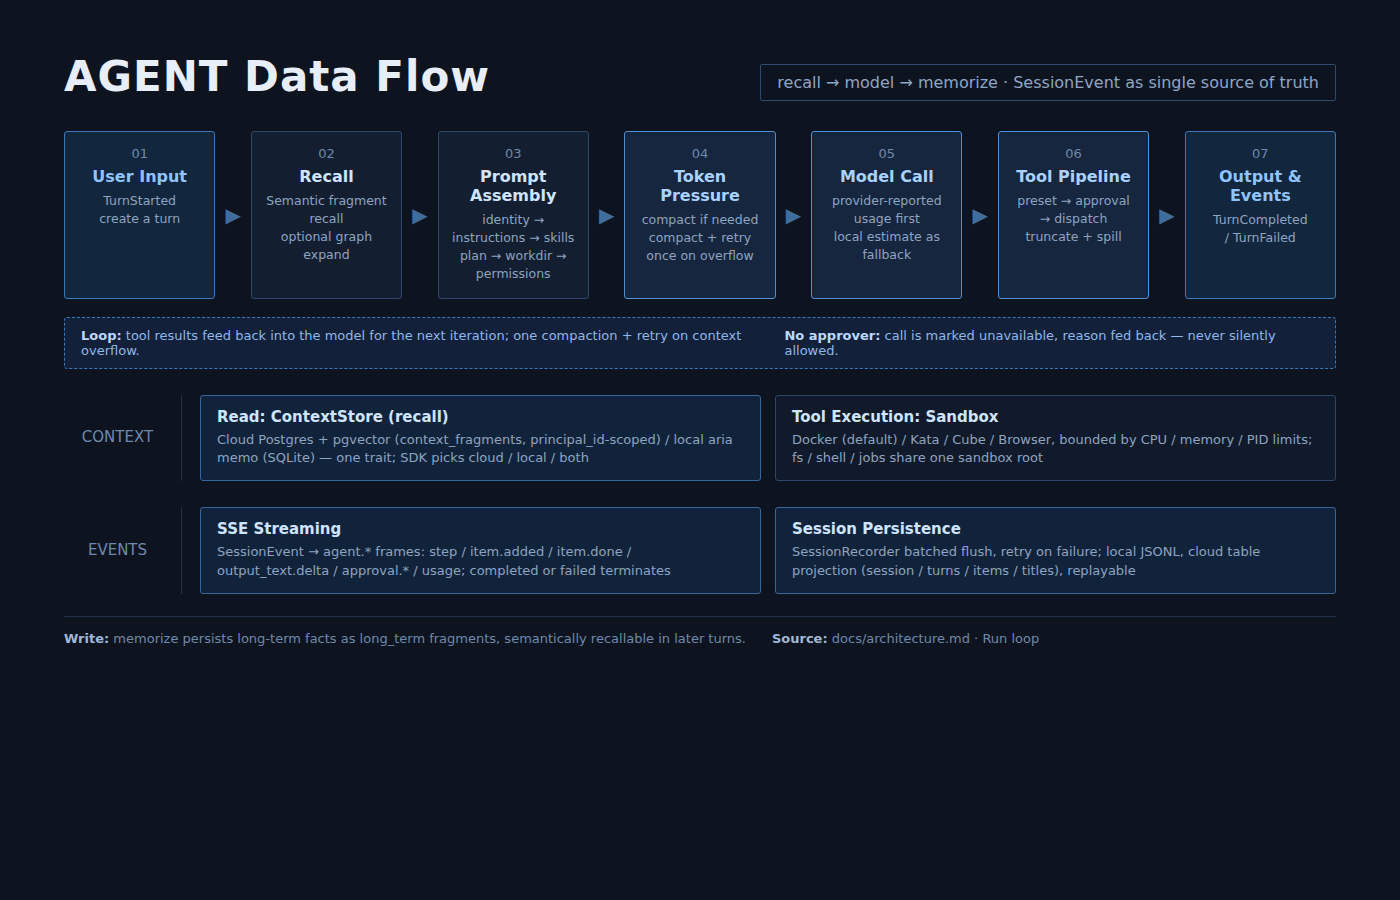 AGENT Data Flow
recall → model → memorize · SessionEvent as single source of truth
01
User Input
TurnStarted
create a turn
▶
02
Recall
Semantic fragment
recall
optional graph
expand
▶
03
Prompt
Assembly
identity →
instructions → skills
plan → workdir →
permissions
▶
04
Token
Pressure
compact if needed
compact + retry
once on overflow
▶
05
Model Call
provider-reported
usage first
local estimate as
fallback
▶
06
Tool Pipeline
preset → approval
→ dispatch
truncate + spill
▶
07
Output &
Events
TurnCompleted
/ TurnFailed
Loop: tool results feed back into the model for the next iteration; one compaction + retry on context
overflow.
No approver: call is marked unavailable, reason fed back — never silently
allowed.
CONTEXT
Read: ContextStore (recall)
Cloud Postgres + pgvector (context_fragments, principal_id-scoped) / local aria
memo (SQLite) — one trait; SDK picks cloud / local / both
Tool Execution: Sandbox
Docker (default) / Kata / Cube / Browser, bounded by CPU / memory / PID limits;
fs / shell / jobs share one sandbox root
EVENTS
SSE Streaming
SessionEvent → agent.* frames: step / item.added / item.done /
output_text.delta / approval.* / usage; completed or failed terminates
Session Persistence
SessionRecorder batched flush, retry on failure; local JSONL, cloud table
projection (session / turns / items / titles), replayable
Write: memorize persists long-term facts as long_term fragments, semantically recallable in later turns.
Source: docs/architecture.md · Run loop